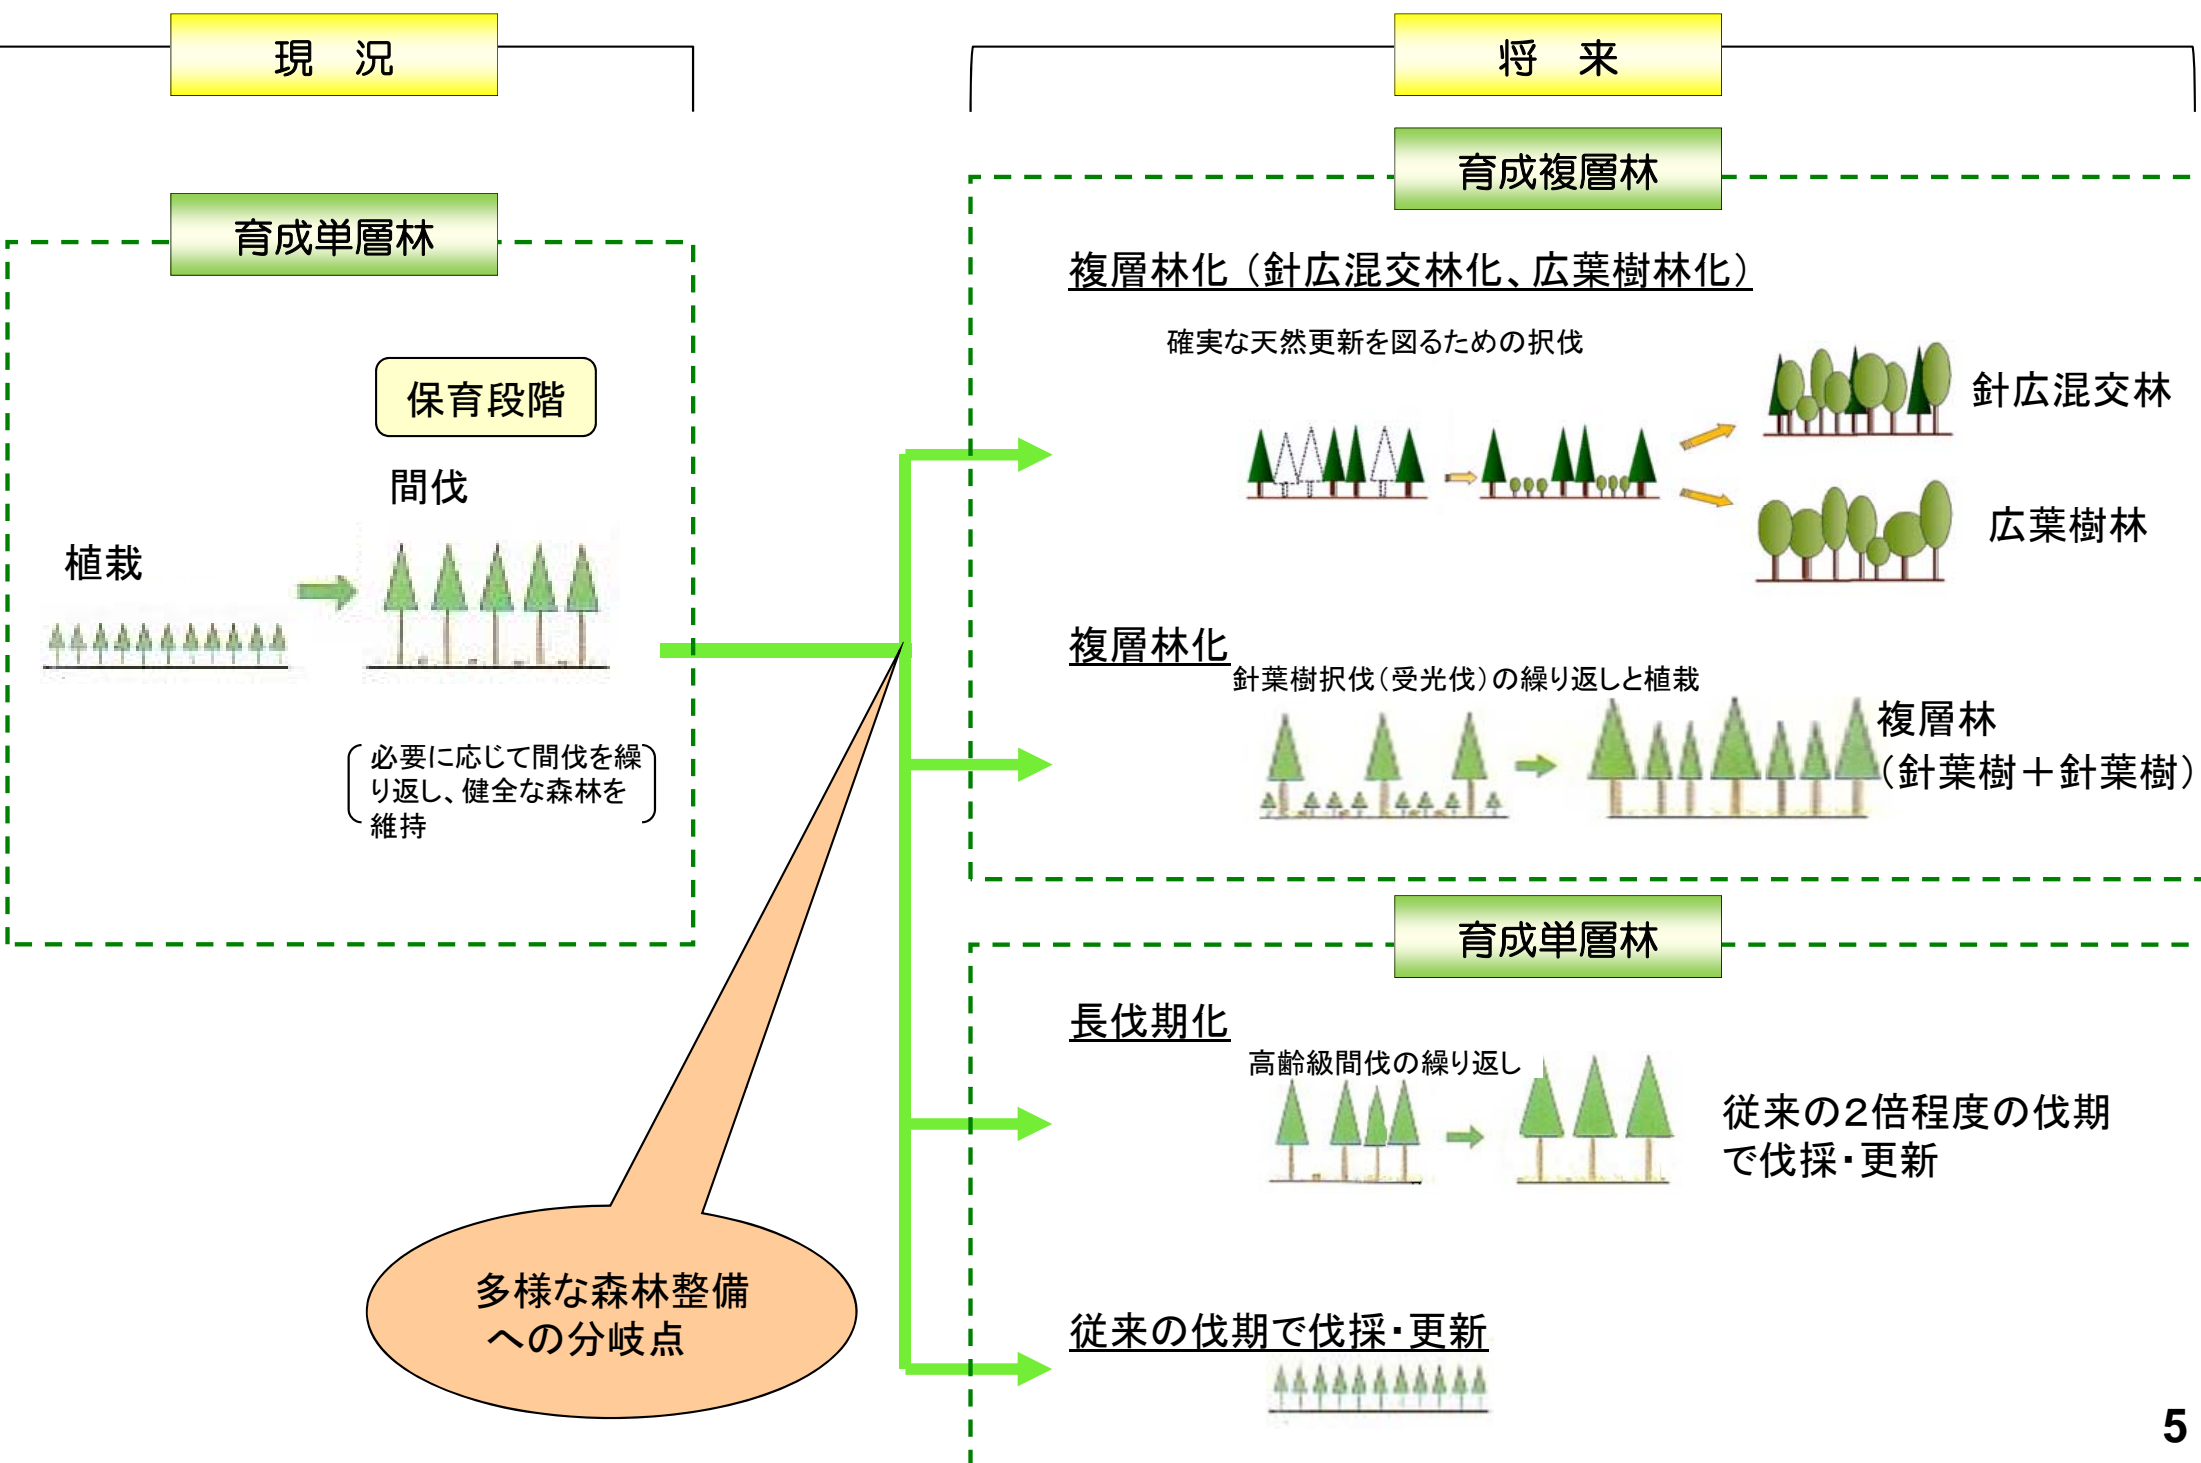 現　況
育成単層林
保育段階
間伐
植栽
必要に応じて間伐を繰
り返し、健全な森林を
維持
多様な森林整備
への分岐点
将　来
育成複層林
複層林化（針広混交林化、広葉樹林化）
確実な天然更新を図るための択伐
針広混交林
広葉樹林
複層林化
針葉樹択伐（受光伐）の繰り返しと植栽
複層林
（針葉樹＋針葉樹）
育成単層林
長伐期化
高齢級間伐の繰り返し
従来の２倍程度の伐期
で伐採・更新
従来の伐期で伐採・更新
5